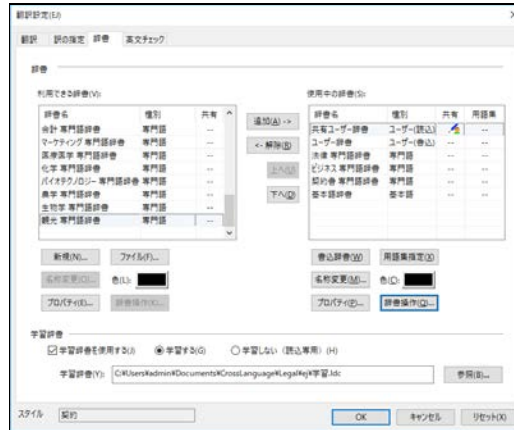 翻訳設定(EJ)
翻訳 訳の指定 辞書 英文チェック
辞書
利用できる辞書(V):
辞書名 種別 共有
会計 専門語辞書 専門語 --
マーケティング 専門語辞書 専門語 --
医療医学 専門語辞書 専門語 --
化学 専門語辞書 専門語 --
バイオテクノロジー 専門語辞書 専門語 --
農学 専門語辞書 専門語 --
生物学 専門語辞書 専門語 --
観光 専門語辞書 専門語 --
追加(A) ->
<- 解除(R)
上へ(U)
下へ(D)
使用中の辞書(S):
辞書名 種別 共有 用語集
共有ユーザー辞書 ユーザー(読込) --
ユーザー辞書 ユーザー(書込) -- --
法律 専門語辞書 専門語 -- --
ビジネス 専門語辞書 専門語 -- --
契約書 専門語辞書 専門語 -- --
基本語辞書 基本語 -- --
新規(N)... ファイル(F)...
名称変更(O)... 色(L):
プロパティ(E)... 辞書操作(K)...
書込辞書(W) 用語集指定(X)
名称変更(M)... 色(C):
プロパティ(P)... 辞書操作(Q)...
学習辞書
学習辞書を使用する(J) 学習する(G) 学習しない（読込専用）(H)
学習辞書(Y): C:¥Users¥admin¥Documents¥CrossLanguage¥Legal¥ej¥学習.ldc 参照(B)...
スタイル 契約
OK キャンセル リセット(X)